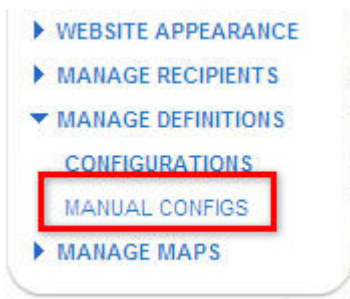 WEBSITE APPEARANCE
MANAGE RECIPIENTS
MANAGE DEFINITIONS
CONFIGURATIONS
MANUAL CONFIGS
MANAGE MAPS